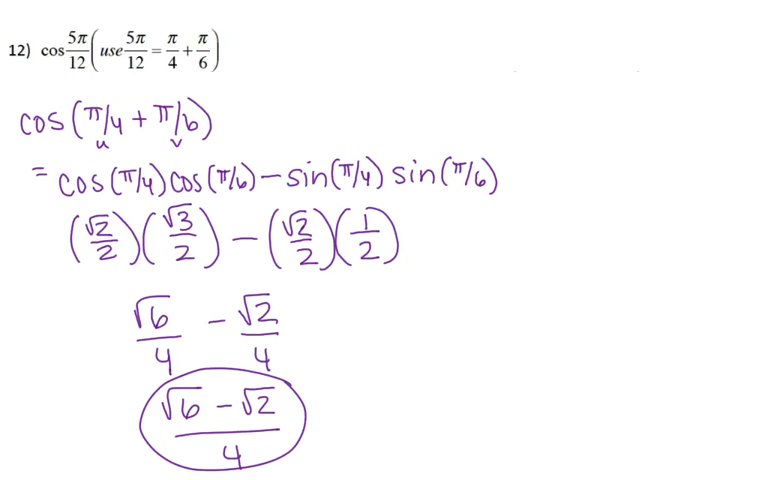 12) cos 5π/12 (use 5π/12 = π/4 + π/6)
cos(π/4 + π/6)
u v
= cos(π/4) cos(π/6) − sin(π/4) sin(π/6)
(√2/2)(√3/2) − (√2/2)(1/2)
√6/4 − √2/4
(√6 − √2)/4